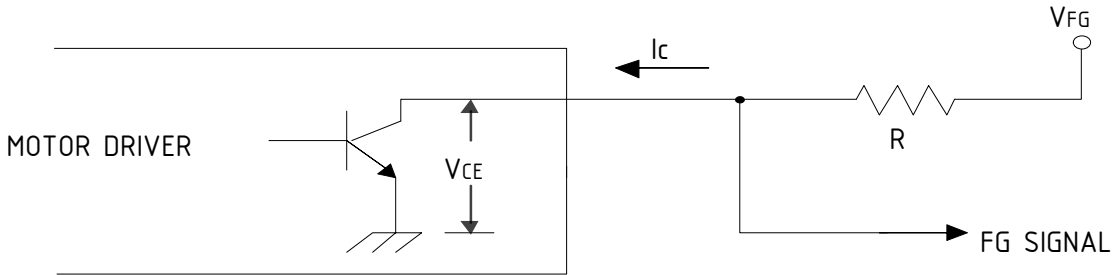 VFG
Ic
R
MOTOR DRIVER
VCE
FG SIGNAL